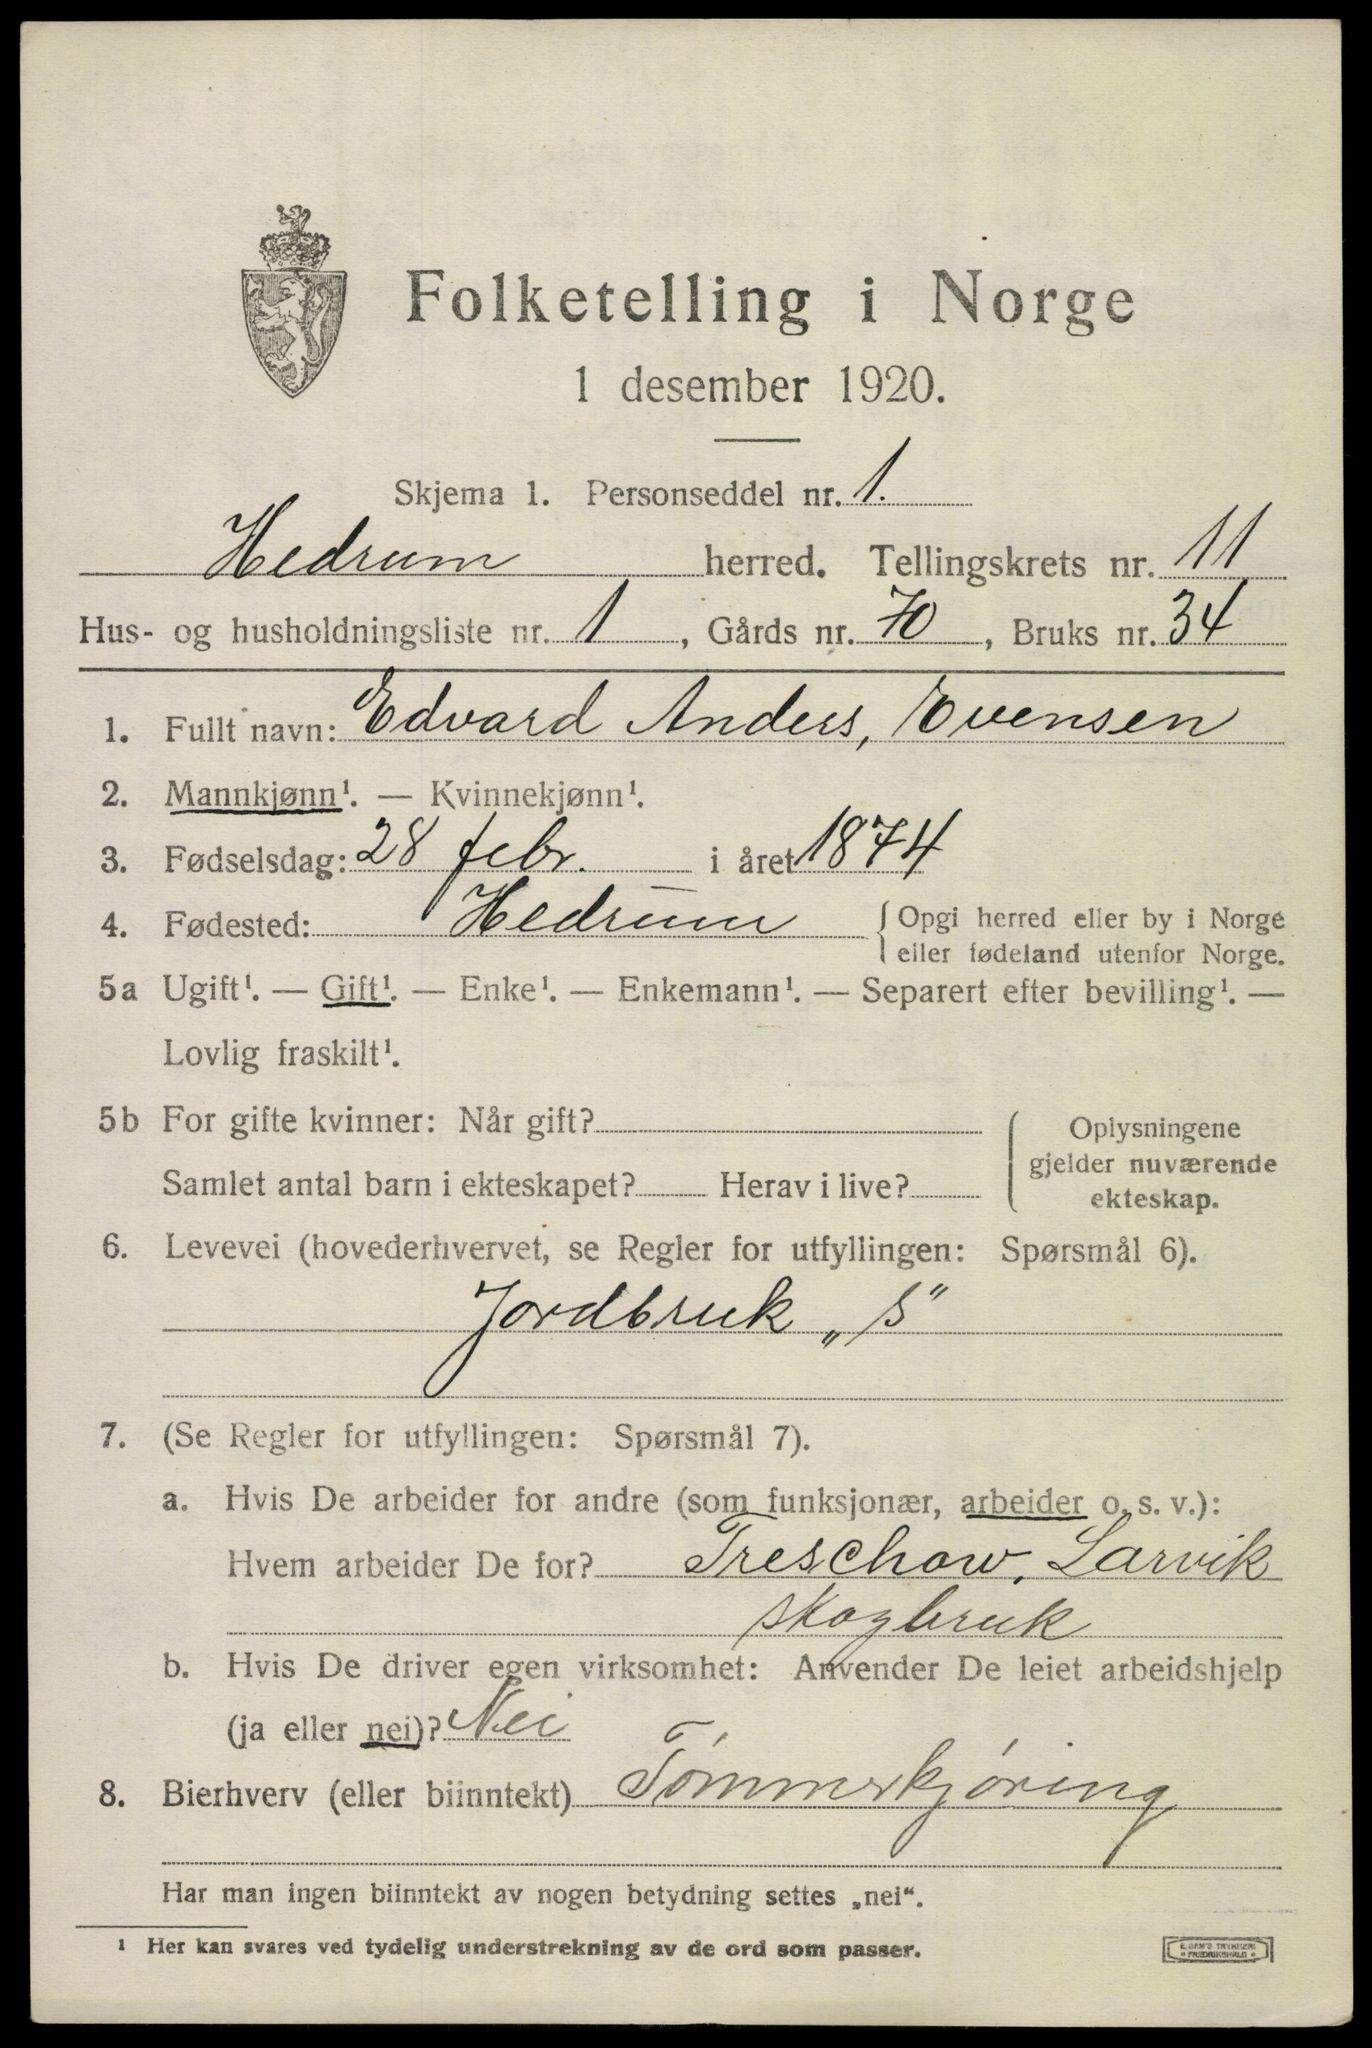 Folketelling i Norge
1 desember 1920.
Skjema 1. Personseddel nr. 1.
Hedrum herred. Tellingskrets nr. 11
Hus- og husholdningsliste nr. 1, Gårds nr. 70, Bruks nr. 34
1. Fullt navn: Edvard Anders, Evensen
2. Mannkjønn¹. — Kvinnekjønn¹.
3. Fødselsdag: 28 febr. i året 1874
4. Fødested: Hedrum { Opgi herred eller by i Norge
eller fødeland utenfor Norge.
5a Ugift¹. — Gift¹. — Enke¹. — Enkemann¹. — Separert efter bevilling¹. —
Lovlig fraskilt¹.
5b For gifte kvinner: Når gift?
Samlet antal barn i ekteskapet? Herav i live?
Oplysningene
gjelder nuværende
ekteskap.
6. Levevei (hovederhvervet, se Regler for utfyllingen: Spørsmål 6).
Jordbruk „S"
7. (Se Regler for utfyllingen: Spørsmål 7).
a. Hvis De arbeider for andre (som funksjonær, arbeider o. s. v.):
Hvem arbeider De for? Treschow, Larvik
skogbruk
b. Hvis De driver egen virksomhet: Anvender De leiet arbeidshjelp
(ja eller nei)? Nei
8. Bierhverv (eller biinntekt) Tømmerkjøring
Har man ingen biinntekt av nogen betydning settes „nei“.
¹ Her kan svares ved tydelig understrekning av de ord som passer.